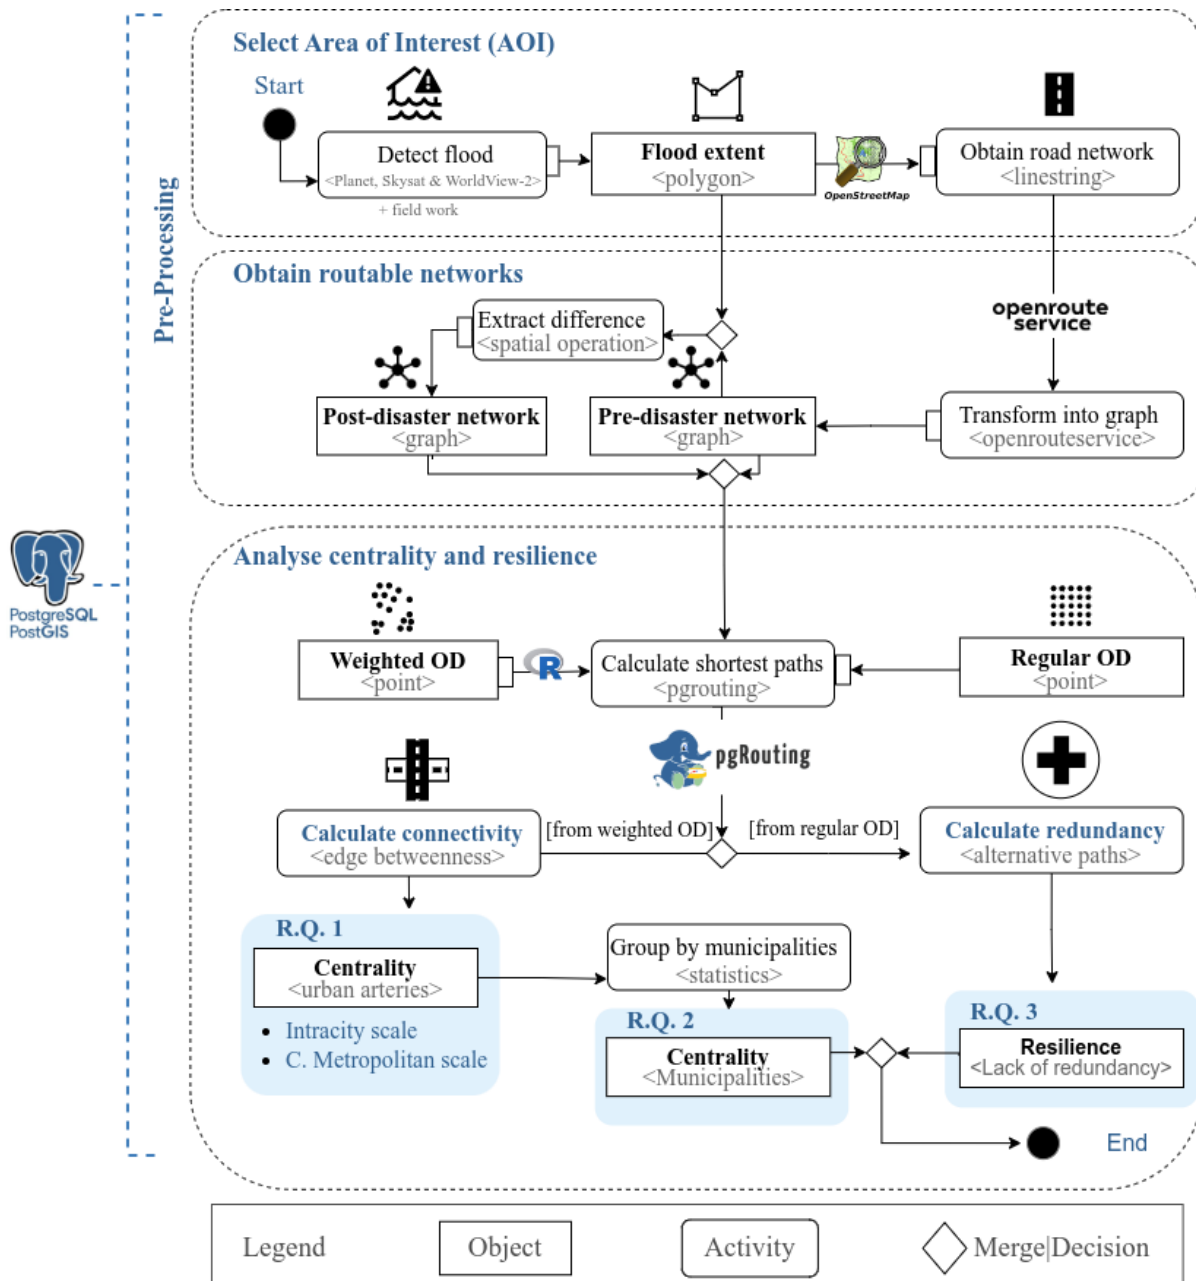 Select Area of Interest (AOI)
Start
Detect flood
<Planet, Skysat & WorldView-2>
+ field work
Flood extent
<polygon>
OpenStreetMap
Obtain road network
<linestring>
Pre-Processing
Obtain routable networks
Extract difference
<spatial operation>
openroute
service
Post-disaster network
<graph>
Pre-disaster network
<graph>
Transform into graph
<openrouteservice>
PostgreSQL
PostGIS
Analyse centrality and resilience
Weighted OD
<point>
R
Calculate shortest paths
<pgrouting>
Regular OD
<point>
pgRouting
Calculate connectivity
<edge betweenness>
[from weighted OD]
[from regular OD]
Calculate redundancy
<alternative paths>
R.Q. 1
Centrality
<urban arteries>
• Intracity scale
• C. Metropolitan scale
Group by municipalities
<statistics>
R.Q. 2
Centrality
<Municipalities>
R.Q. 3
Resilience
<Lack of redundancy>
End
Legend
Object
Activity
Merge|Decision